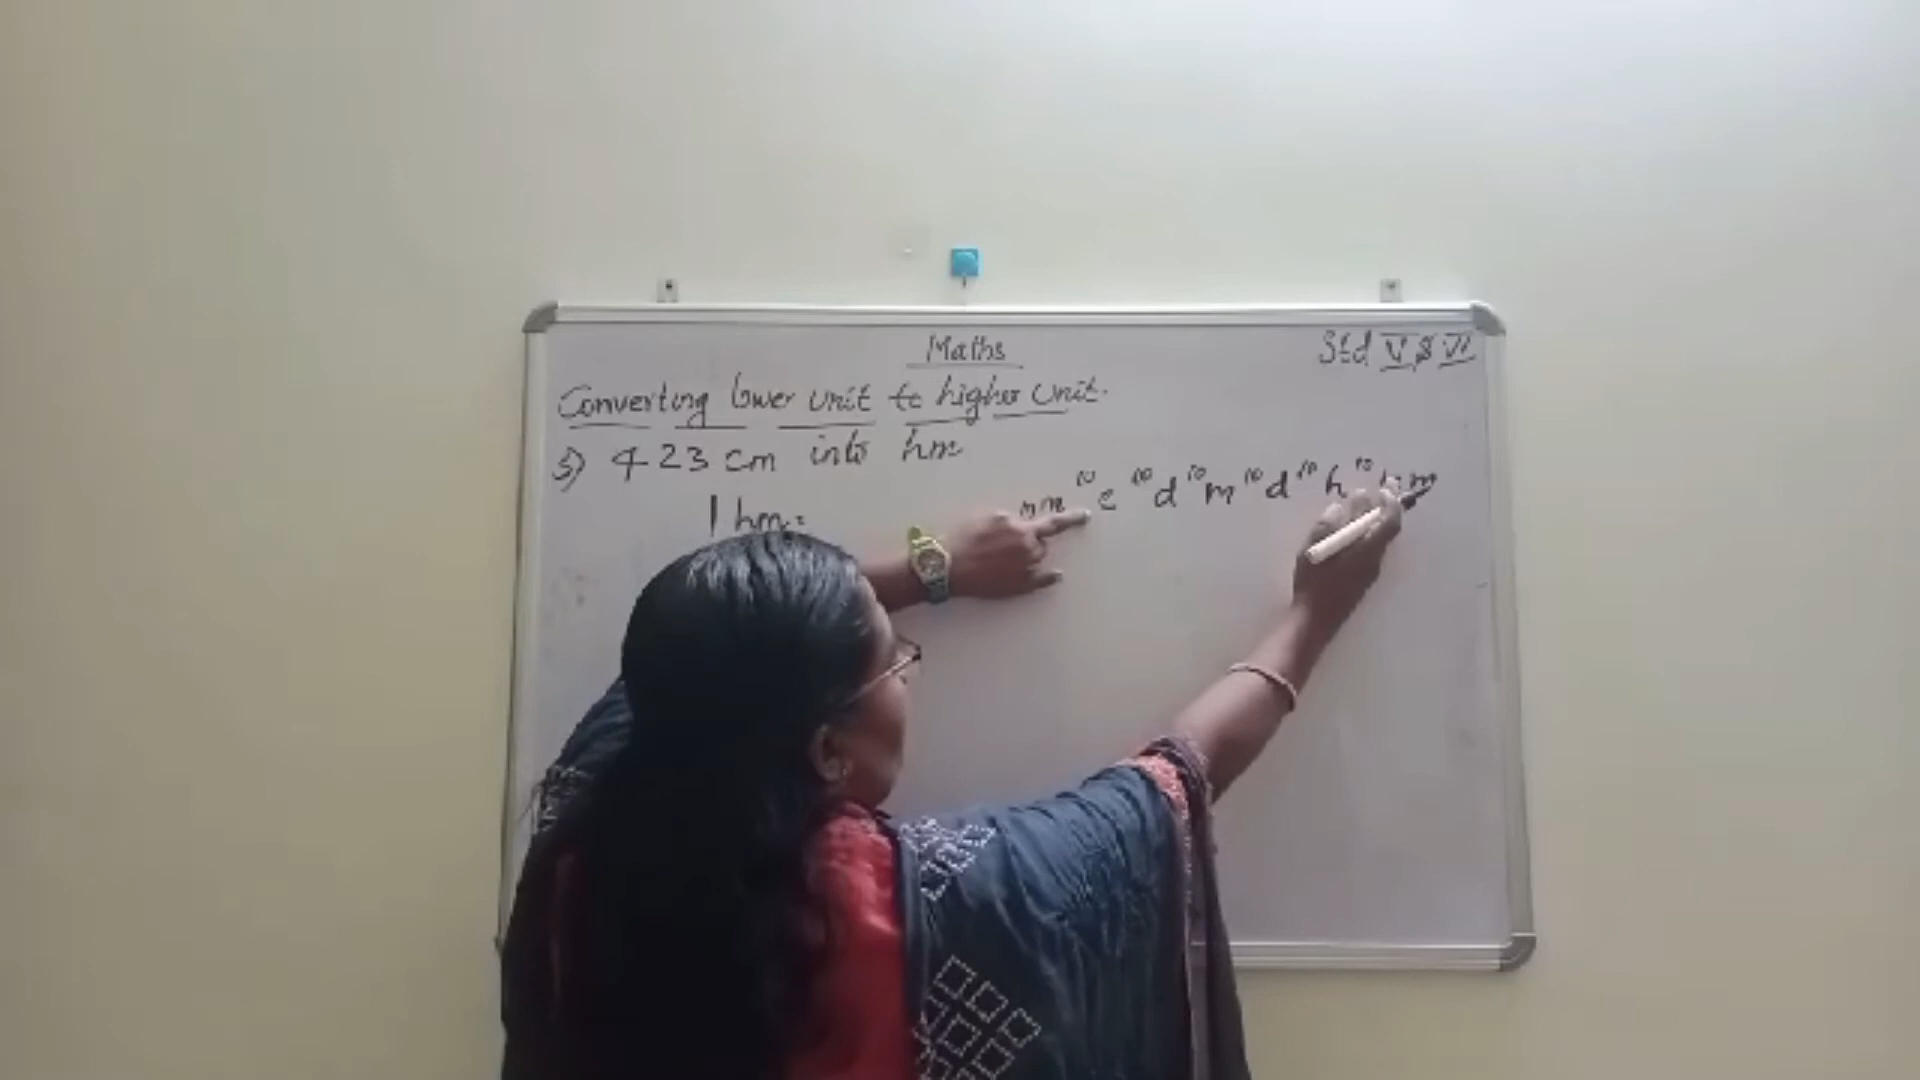 Maths
Std V & VI
Converting lower unit to higher unit.
5) 423 cm into hm
1 hm =
mm 10 c 10 d 10 m 10 d 10 h 10 km